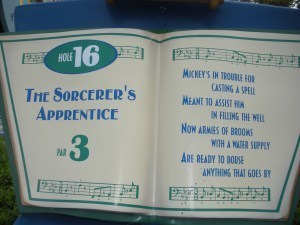 HOLE 16
THE SORCERER'S
APPRENTICE
PAR 3
MICKEY'S IN TROUBLE FOR
CASTING A SPELL
MEANT TO ASSIST HIM
IN FILLING THE WELL
NOW ARMIES OF BROOMS
WITH A WATER SUPPLY
ARE READY TO DOUSE
ANYTHING THAT GOES BY